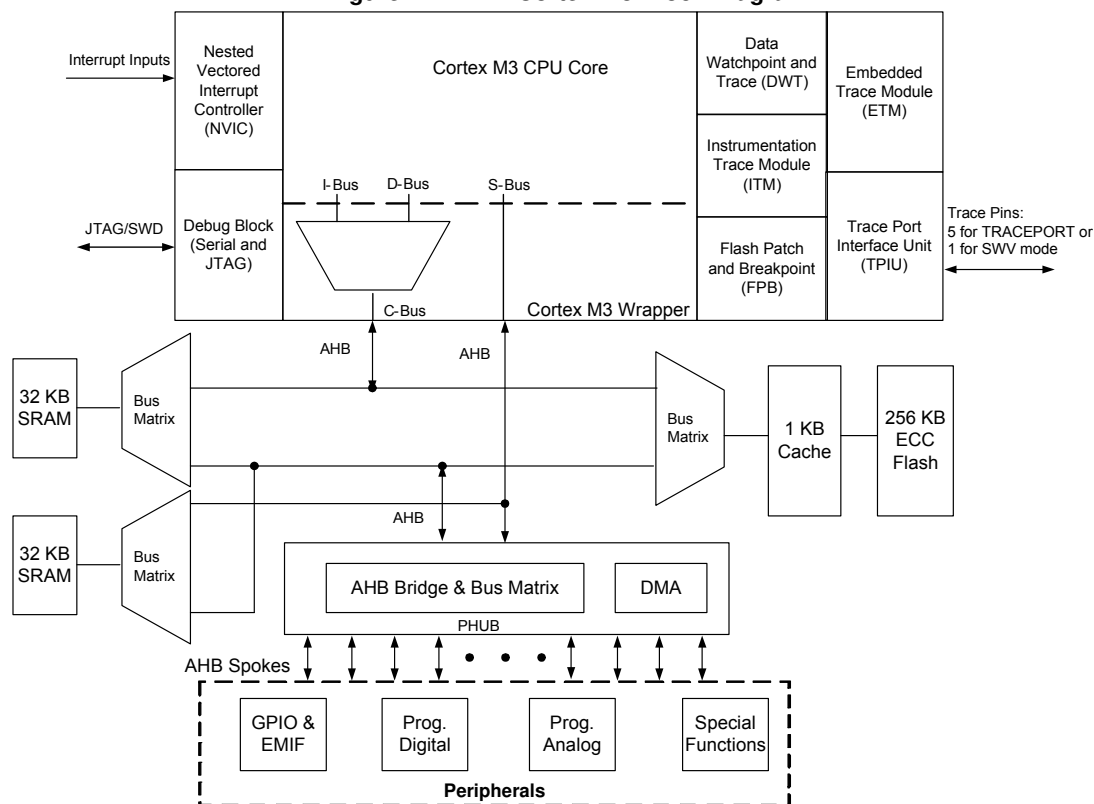 Interrupt Inputs
Nested
Vectored
Interrupt
Controller
(NVIC)
Cortex M3 CPU Core
Data
Watchpoint and
Trace (DWT)
Embedded
Trace Module
(ETM)
Instrumentation
Trace Module
(ITM)
I-Bus
D-Bus
S-Bus
JTAG/SWD
Debug Block
(Serial and
JTAG)
Flash Patch
and Breakpoint
(FPB)
Trace Port
Interface Unit
(TPIU)
Trace Pins:
5 for TRACEPORT or
1 for SWV mode
C-Bus
Cortex M3 Wrapper
AHB
AHB
32 KB
SRAM
Bus
Matrix
Bus
Matrix
1 KB
Cache
256 KB
ECC
Flash
AHB
32 KB
SRAM
Bus
Matrix
AHB Bridge & Bus Matrix
DMA
PHUB
AHB Spokes
GPIO &
EMIF
Prog.
Digital
Prog.
Analog
Special
Functions
Peripherals